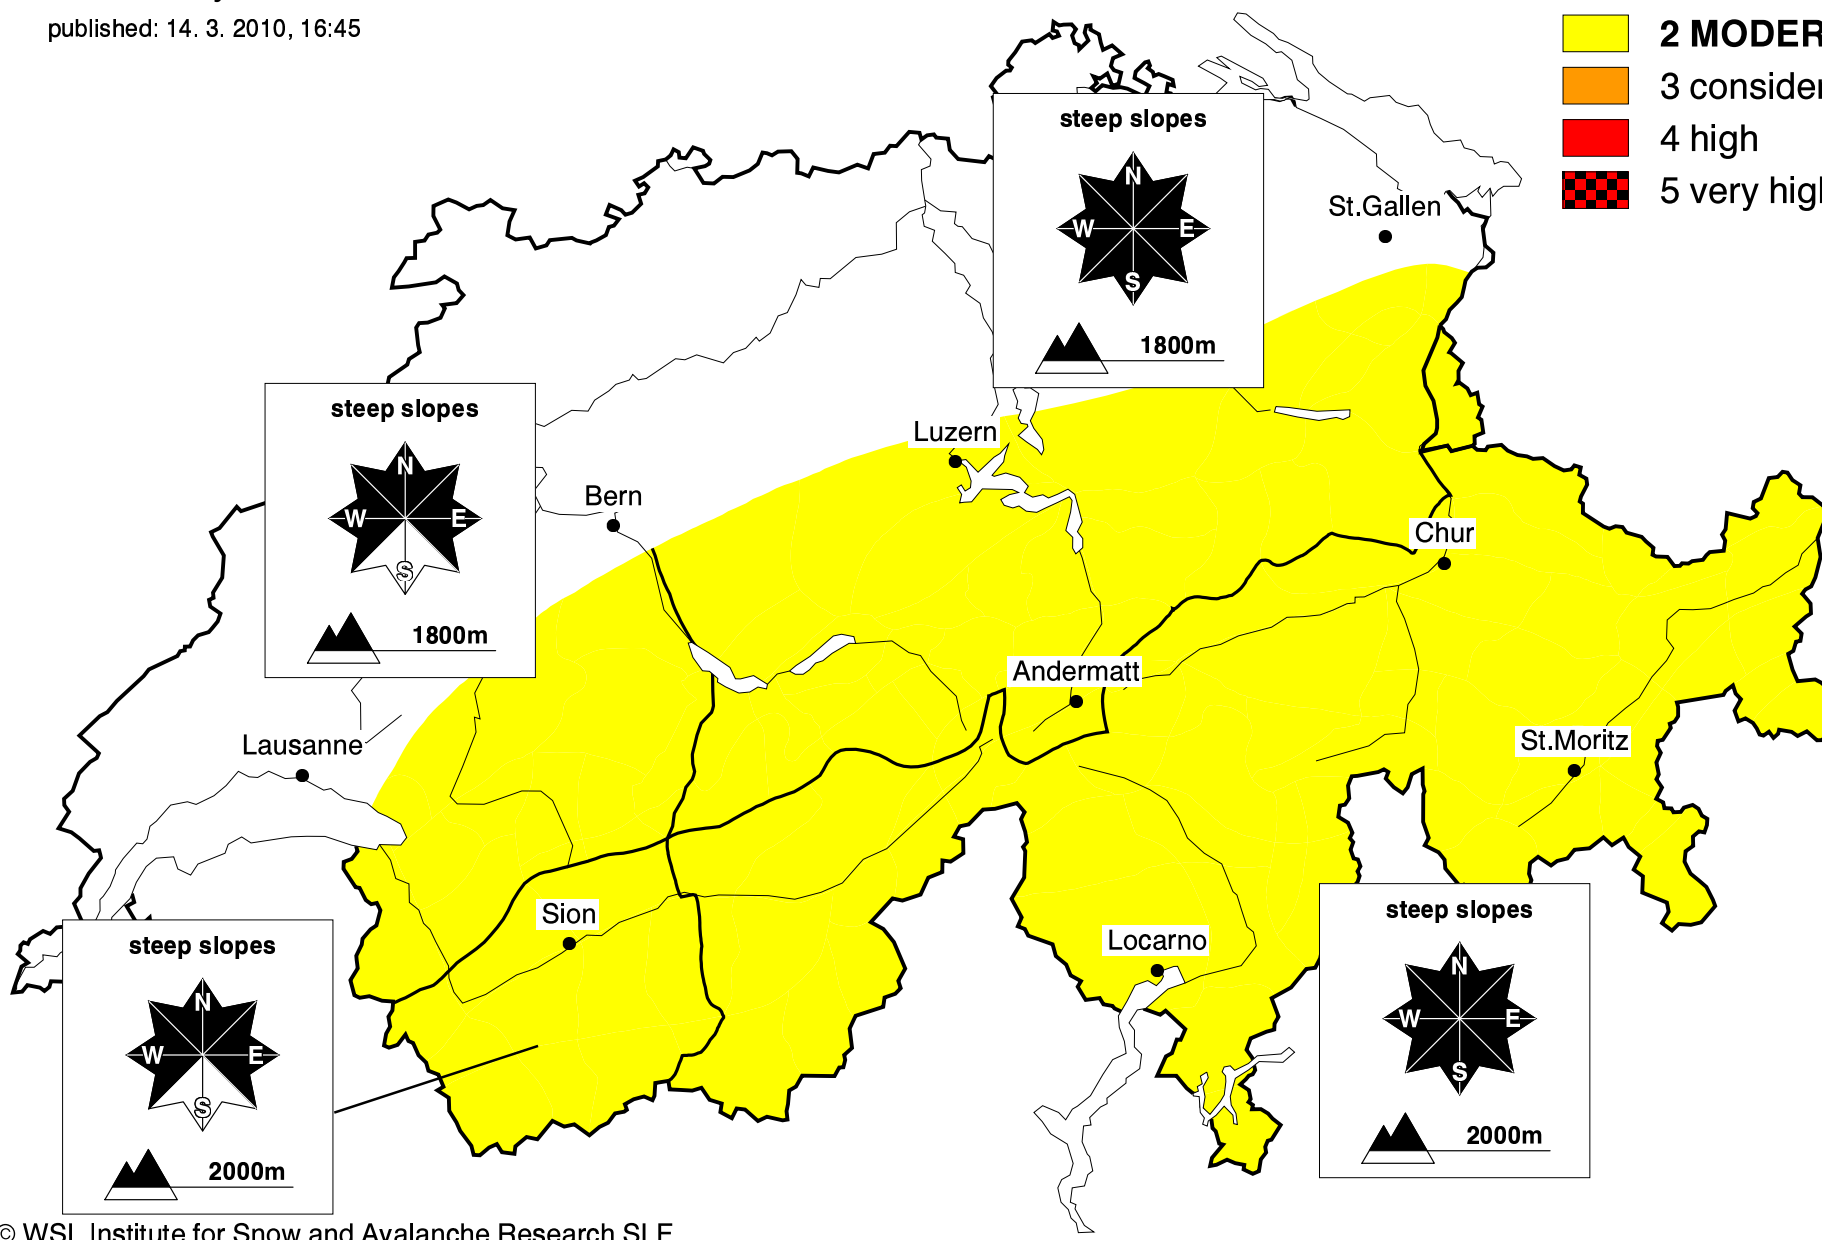 published: 14. 3. 2010, 16:45
2 MODER
3 consider
4 high
5 very high
steep slopes
N
W E
S
1800m
St.Gallen
steep slopes
N
W E
S
1800m
Luzern
Bern
Chur
Andermatt
Lausanne
St.Moritz
Sion
Locarno
steep slopes
N
W E
S
2000m
steep slopes
N
W E
S
2000m
© WSL Institute for Snow and Avalanche Research SLF